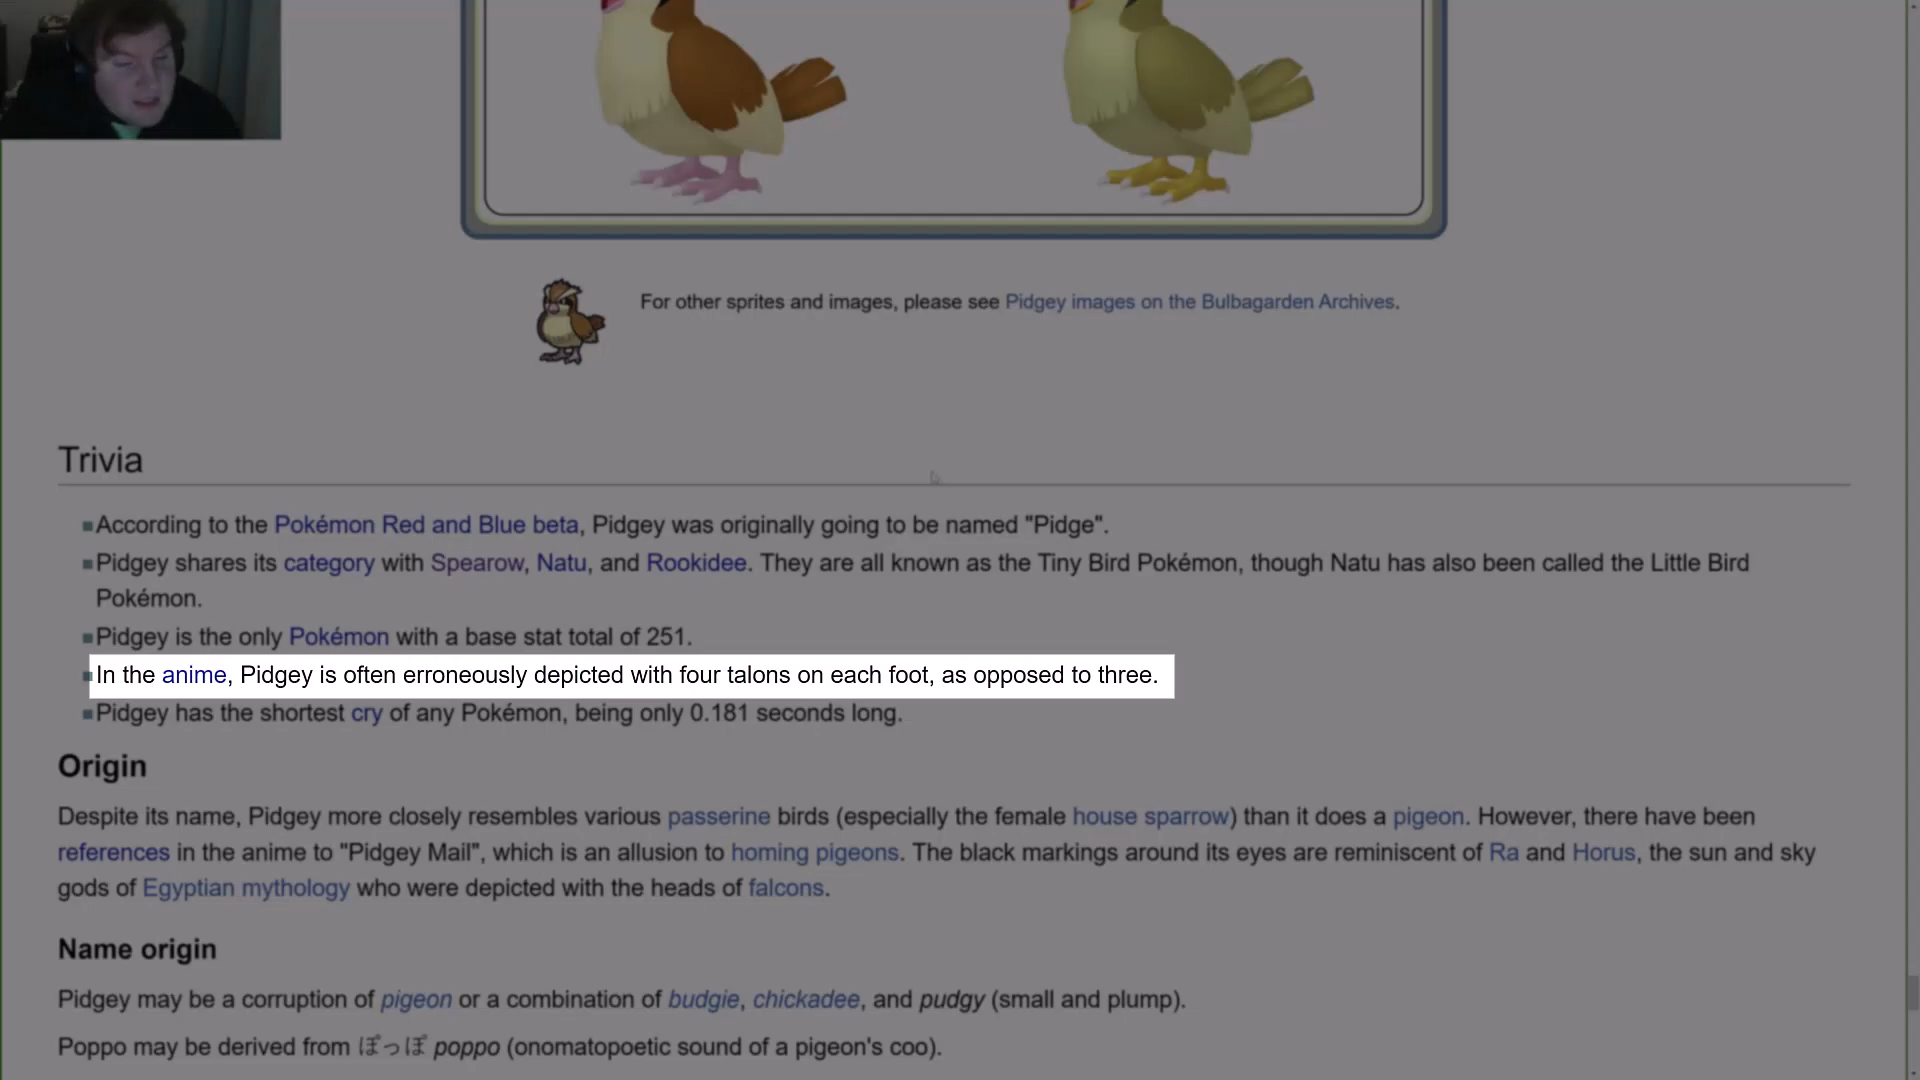 For other sprites and images, please see Pidgey images on the Bulbagarden Archives.
Trivia
According to the Pokémon Red and Blue beta, Pidgey was originally going to be named "Pidge".
Pidgey shares its category with Spearow, Natu, and Rookidee. They are all known as the Tiny Bird Pokémon, though Natu has also been called the Little Bird
Pokémon.
Pidgey is the only Pokémon with a base stat total of 251.
In the anime, Pidgey is often erroneously depicted with four talons on each foot, as opposed to three.
Pidgey has the shortest cry of any Pokémon, being only 0.181 seconds long.
Origin
Despite its name, Pidgey more closely resembles various passerine birds (especially the female house sparrow) than it does a pigeon. However, there have been
references in the anime to "Pidgey Mail", which is an allusion to homing pigeons. The black markings around its eyes are reminiscent of Ra and Horus, the sun and sky
gods of Egyptian mythology who were depicted with the heads of falcons.
Name origin
Pidgey may be a corruption of pigeon or a combination of budgie, chickadee, and pudgy (small and plump).
Poppo may be derived from ぽっぽ poppo (onomatopoetic sound of a pigeon's coo).